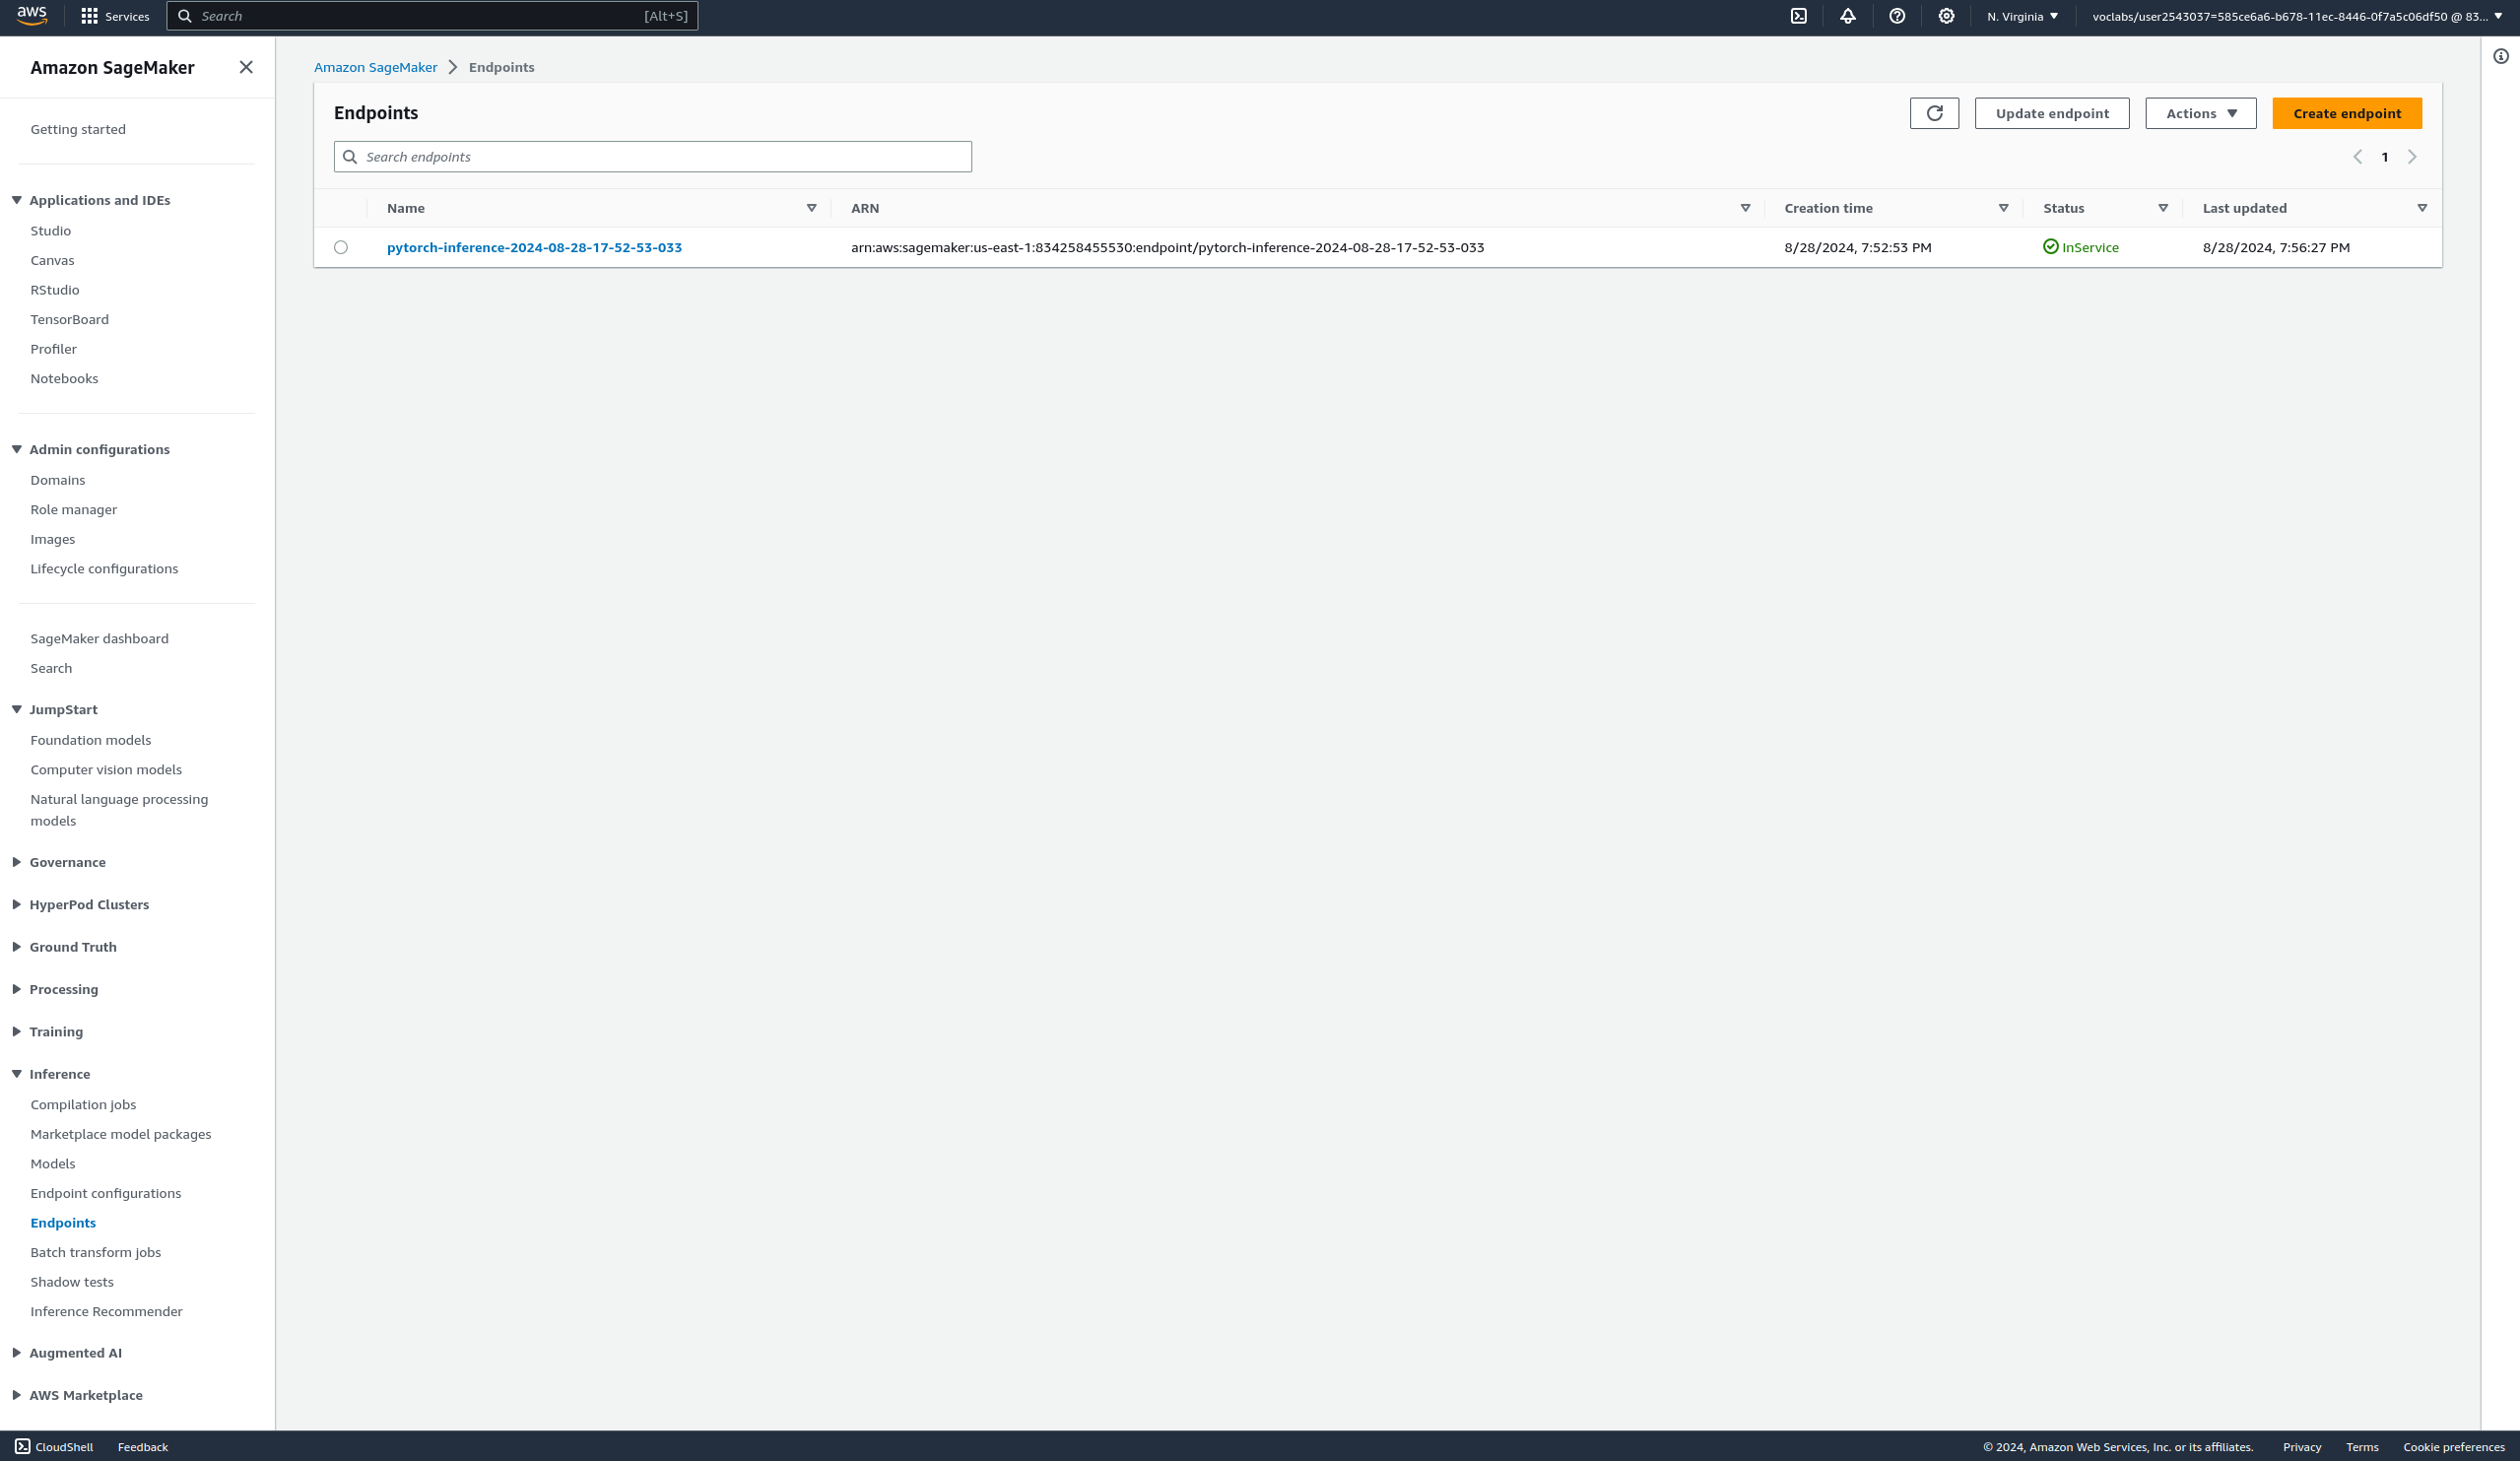 aws Services Search [Alt+S] N. Virginia voclabs/user2543037=585ce6a6-b678-11ec-8446-0f7a5c06df50 @ 83...
Amazon SageMaker
Getting started
Applications and IDEs
Studio
Canvas
RStudio
TensorBoard
Profiler
Notebooks
Admin configurations
Domains
Role manager
Images
Lifecycle configurations
SageMaker dashboard
Search
JumpStart
Foundation models
Computer vision models
Natural language processing
models
Governance
HyperPod Clusters
Ground Truth
Processing
Training
Inference
Compilation jobs
Marketplace model packages
Models
Endpoint configurations
Endpoints
Batch transform jobs
Shadow tests
Inference Recommender
Augmented AI
AWS Marketplace
Amazon SageMaker Endpoints
Endpoints Update endpoint Actions Create endpoint
Search endpoints 1
Name ARN Creation time Status Last updated
pytorch-inference-2024-08-28-17-52-53-033 arn:aws:sagemaker:us-east-1:834258455530:endpoint/pytorch-inference-2024-08-28-17-52-53-033 8/28/2024, 7:52:53 PM InService 8/28/2024, 7:56:27 PM
CloudShell Feedback © 2024, Amazon Web Services, Inc. or its affiliates. Privacy Terms Cookie preferences